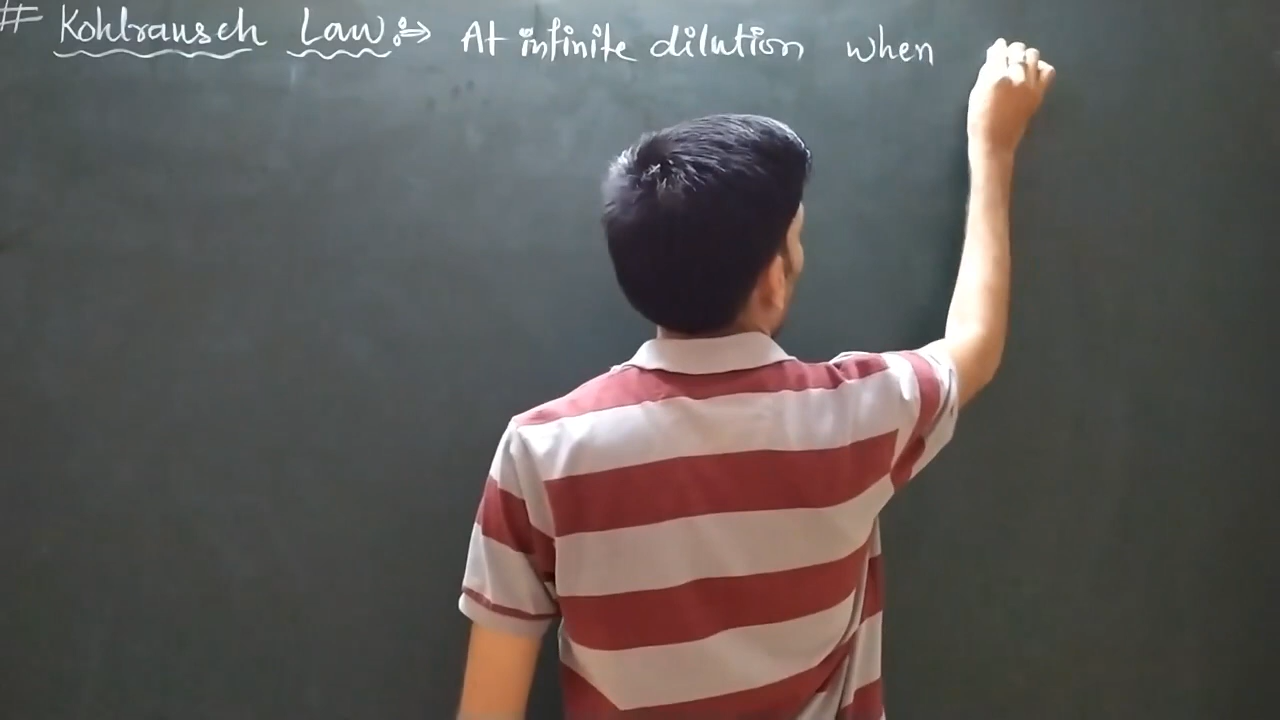 # Kohlrausch Law :⇒ At infinite dilution when